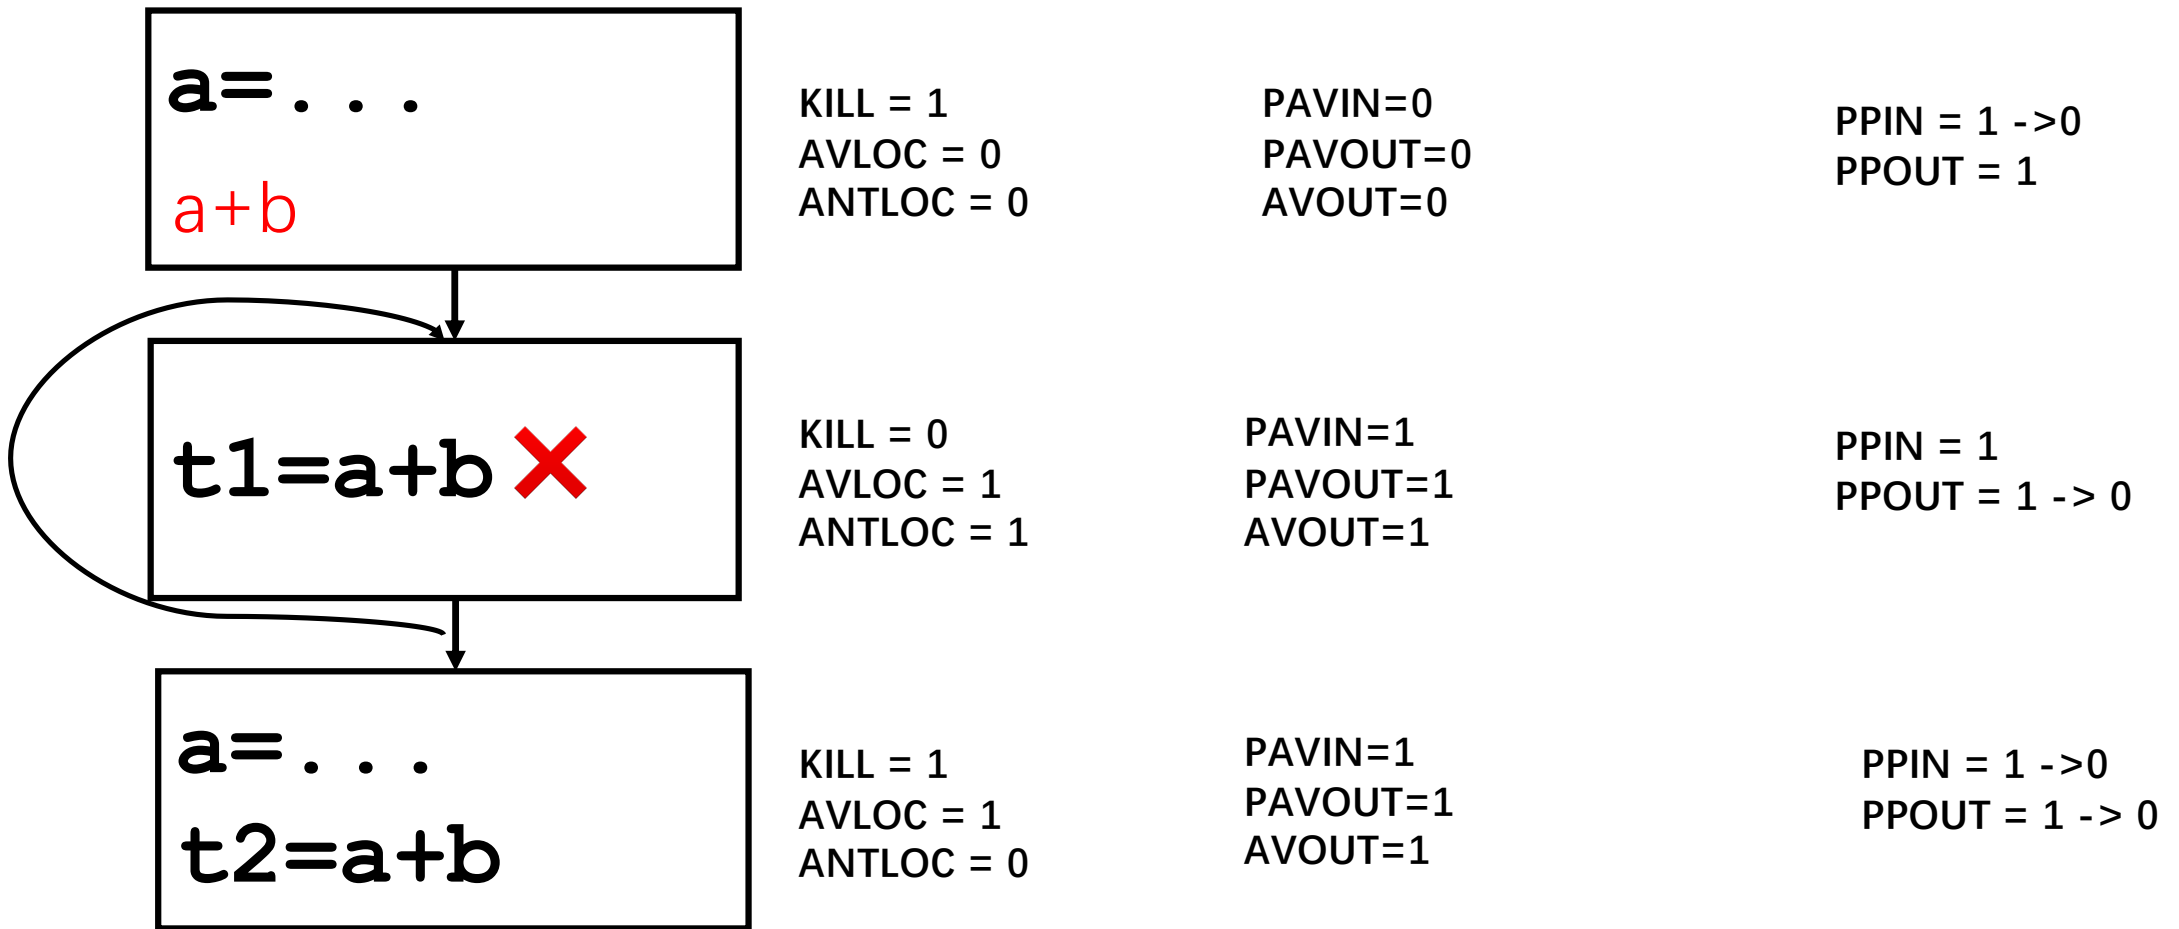 a=...
a+b
KILL = 1
AVLOC = 0
ANTLOC = 0
PAVIN=0
PAVOUT=0
AVOUT=0
PPIN = 1 ->0
PPOUT = 1
t1=a+b
KILL = 0
AVLOC = 1
ANTLOC = 1
PAVIN=1
PAVOUT=1
AVOUT=1
PPIN = 1
PPOUT = 1 -> 0
a=...
t2=a+b
KILL = 1
AVLOC = 1
ANTLOC = 0
PAVIN=1
PAVOUT=1
AVOUT=1
PPIN = 1 ->0
PPOUT = 1 -> 0